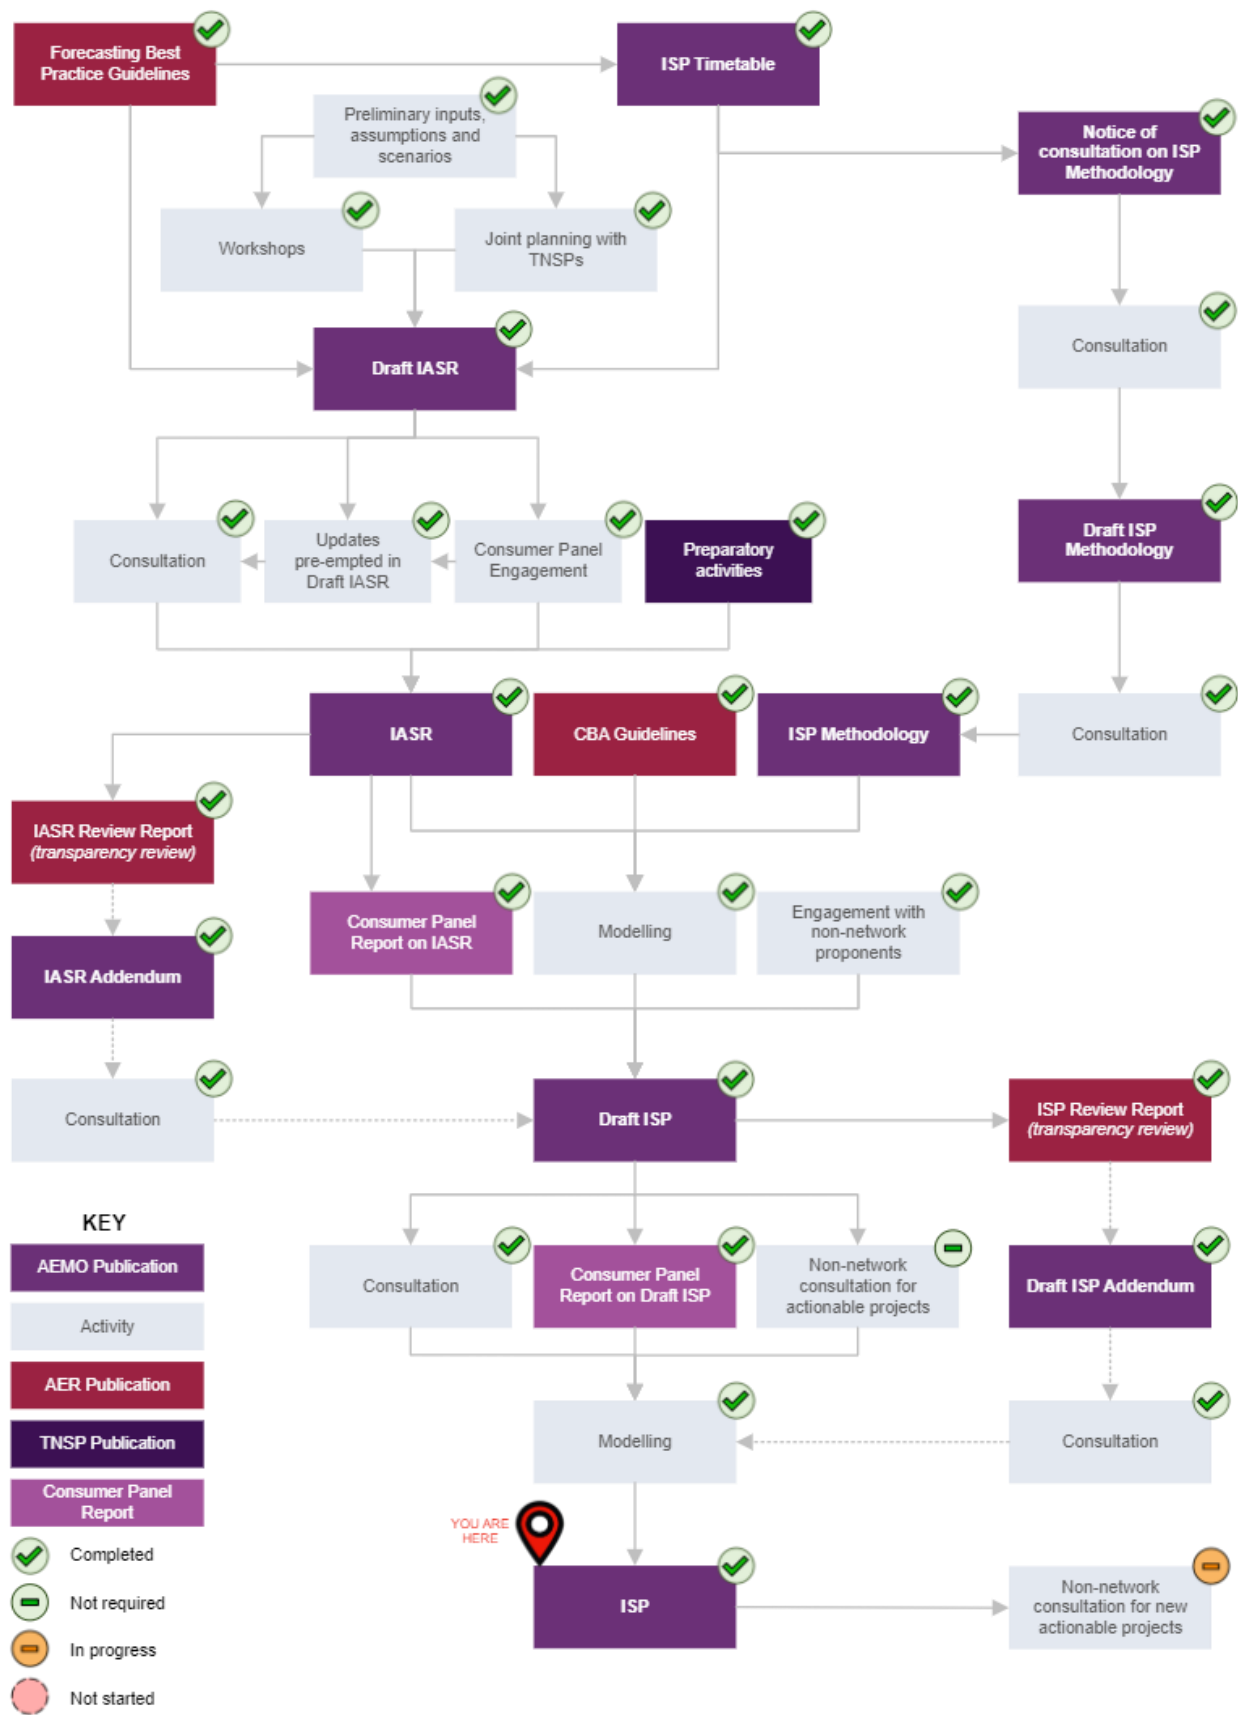 Forecasting Best
Practice Guidelines
ISP Timetable
Preliminary inputs,
assumptions and
scenarios
Notice of
consultation on ISP
Methodology
Workshops
Joint planning with
TNSPs
Consultation
Draft IASR
Consultation
Updates
pre-empted in
Draft IASR
Consumer Panel
Engagement
Preparatory
activities
Draft ISP
Methodology
IASR
CBA Guidelines
ISP Methodology
Consultation
IASR Review Report
(transparency review)
Consumer Panel
Report on IASR
Modelling
Engagement with
non-network
proponents
IASR Addendum
Consultation
Draft ISP
ISP Review Report
(transparency review)
Consultation
Consumer Panel
Report on Draft ISP
Non-network
consultation for
actionable projects
Draft ISP Addendum
Modelling
Consultation
YOU ARE
HERE
ISP
Non-network
consultation for new
actionable projects
KEY
AEMO Publication
Activity
AER Publication
TNSP Publication
Consumer Panel
Report
Completed
Not required
In progress
Not started